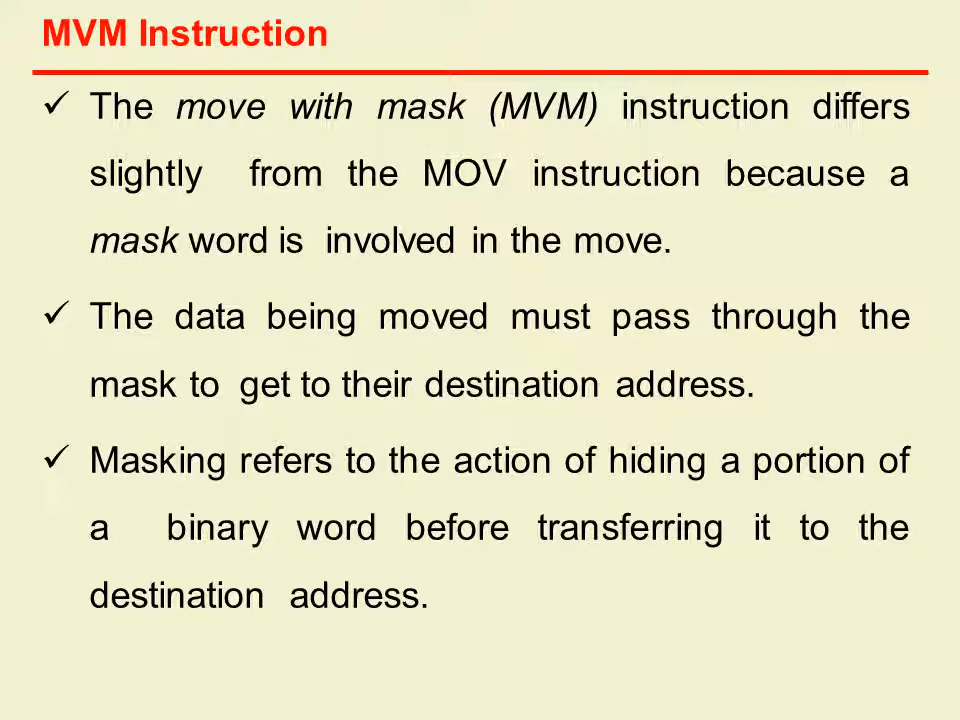 MVM Instruction
✓ The move with mask (MVM) instruction differs
slightly from the MOV instruction because a
mask word is involved in the move.
✓ The data being moved must pass through the
mask to get to their destination address.
✓ Masking refers to the action of hiding a portion of
a binary word before transferring it to the
destination address.